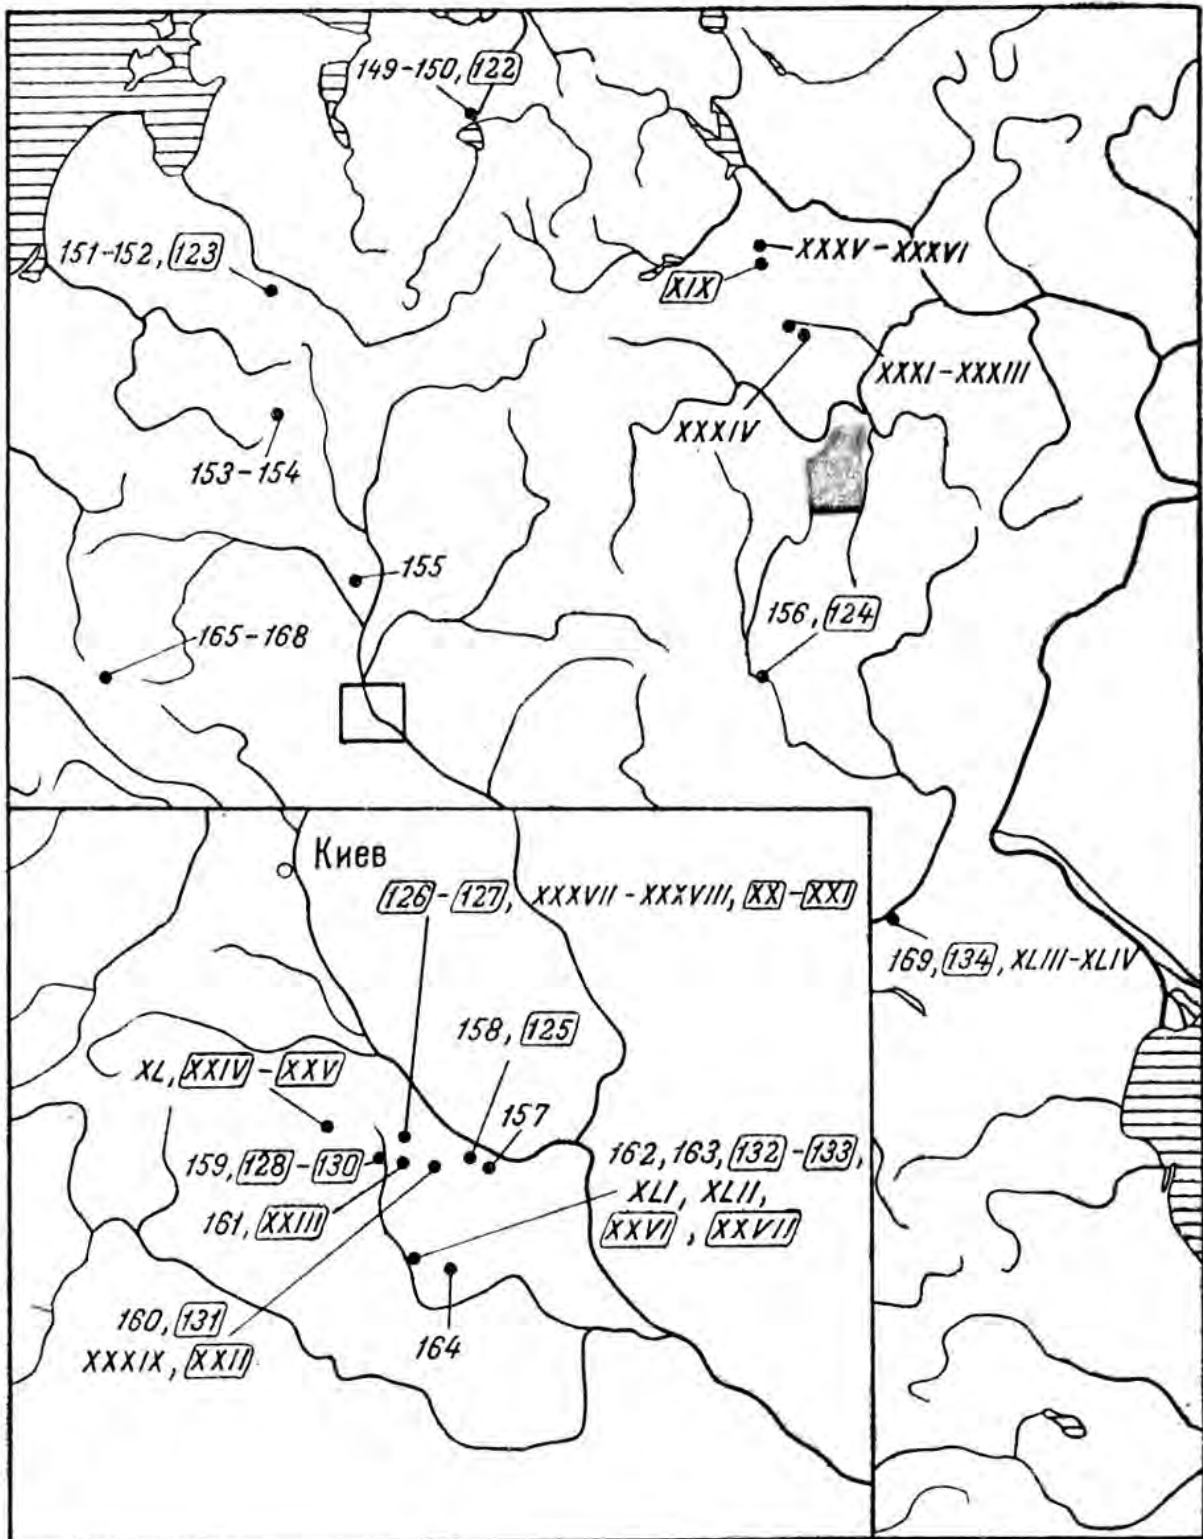 149-150, 122
151-152, 123
XXXV-XXXVI
XIX
XXXI-XXXIII
XXXIV
153-154
155
156, 124
165-168
Киев
126-127, XXXVII-XXXVIII, XX-XXI
169, 134, XLIII-XLIV
158, 125
XL, XXIV-XXV
157
159, 128-130
162, 163, 132-133,
XLI, XLII,
XXVI, XXVII
161, XXIII
160, 131
XXXIX, XXII
164